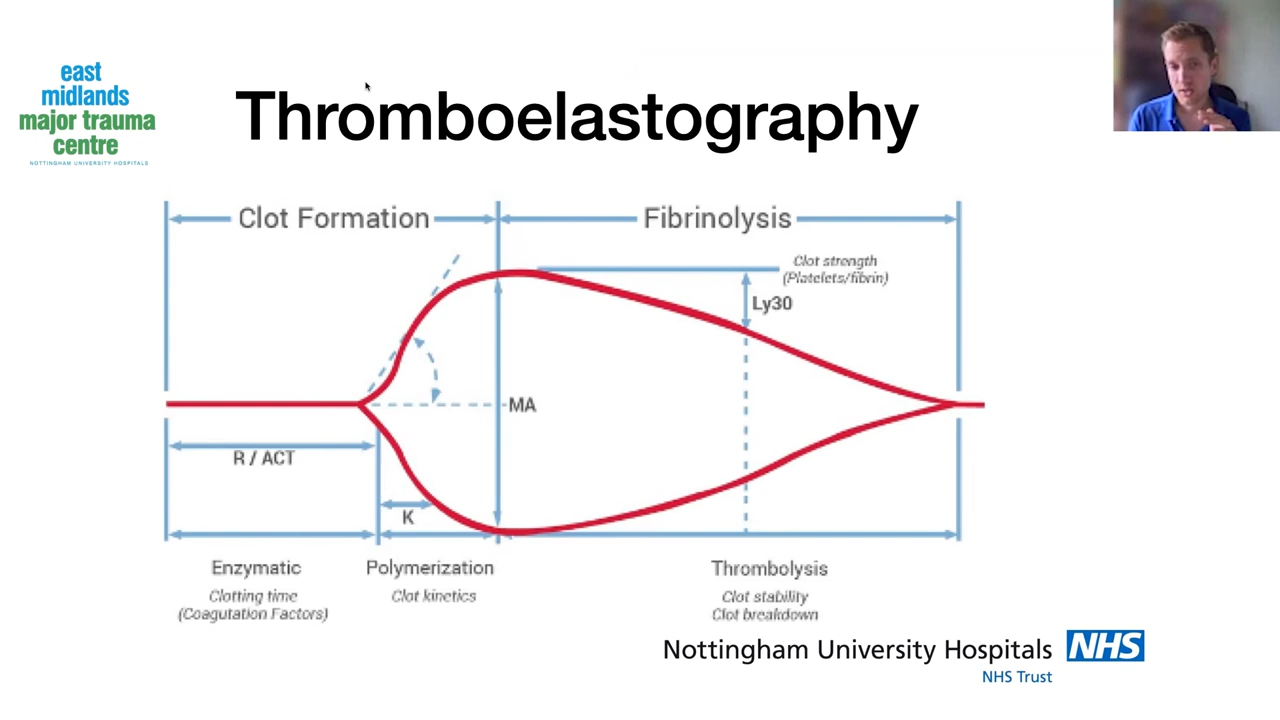 east
midlands
major trauma
centre
NOTTINGHAM UNIVERSITY HOSPITALS
Thromboelastography
Clot Formation
Fibrinolysis
Clot strength
(Platelets/fibrin)
Ly30
MA
R / ACT
K
Enzymatic
Clotting time
(Coagutation Factors)
Polymerization
Clot kinetics
Thrombolysis
Clot stability
Clot breakdown
Nottingham University Hospitals NHS
NHS Trust